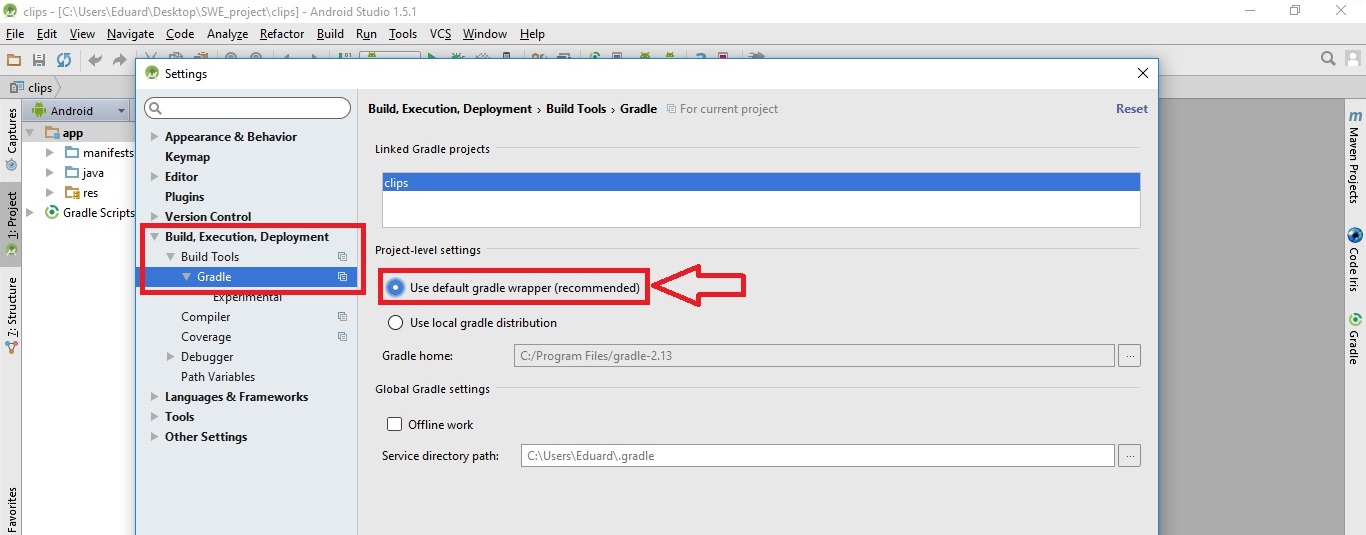 clips - [C:\Users\Eduard\Desktop\SWE_project\clips] - Android Studio 1.5.1
File Edit View Navigate Code Analyze Refactor Build Run Tools VCS Window Help
clips
Android
app
manifests
java
res
Gradle Scripts
Captures
1: Project
7: Structure
Favorites
Settings
Appearance & Behavior
Keymap
Editor
Plugins
Version Control
Build, Execution, Deployment
Build Tools
Gradle
Experimental
Compiler
Coverage
Debugger
Path Variables
Languages & Frameworks
Tools
Other Settings
Build, Execution, Deployment › Build Tools › Gradle For current project Reset
Linked Gradle projects
clips
Project-level settings
Use default gradle wrapper (recommended)
Use local gradle distribution
Gradle home: C:/Program Files/gradle-2.13 ...
Global Gradle settings
Offline work
Service directory path: C:\Users\Eduard\.gradle ...
Maven Projects
Code Iris
Gradle